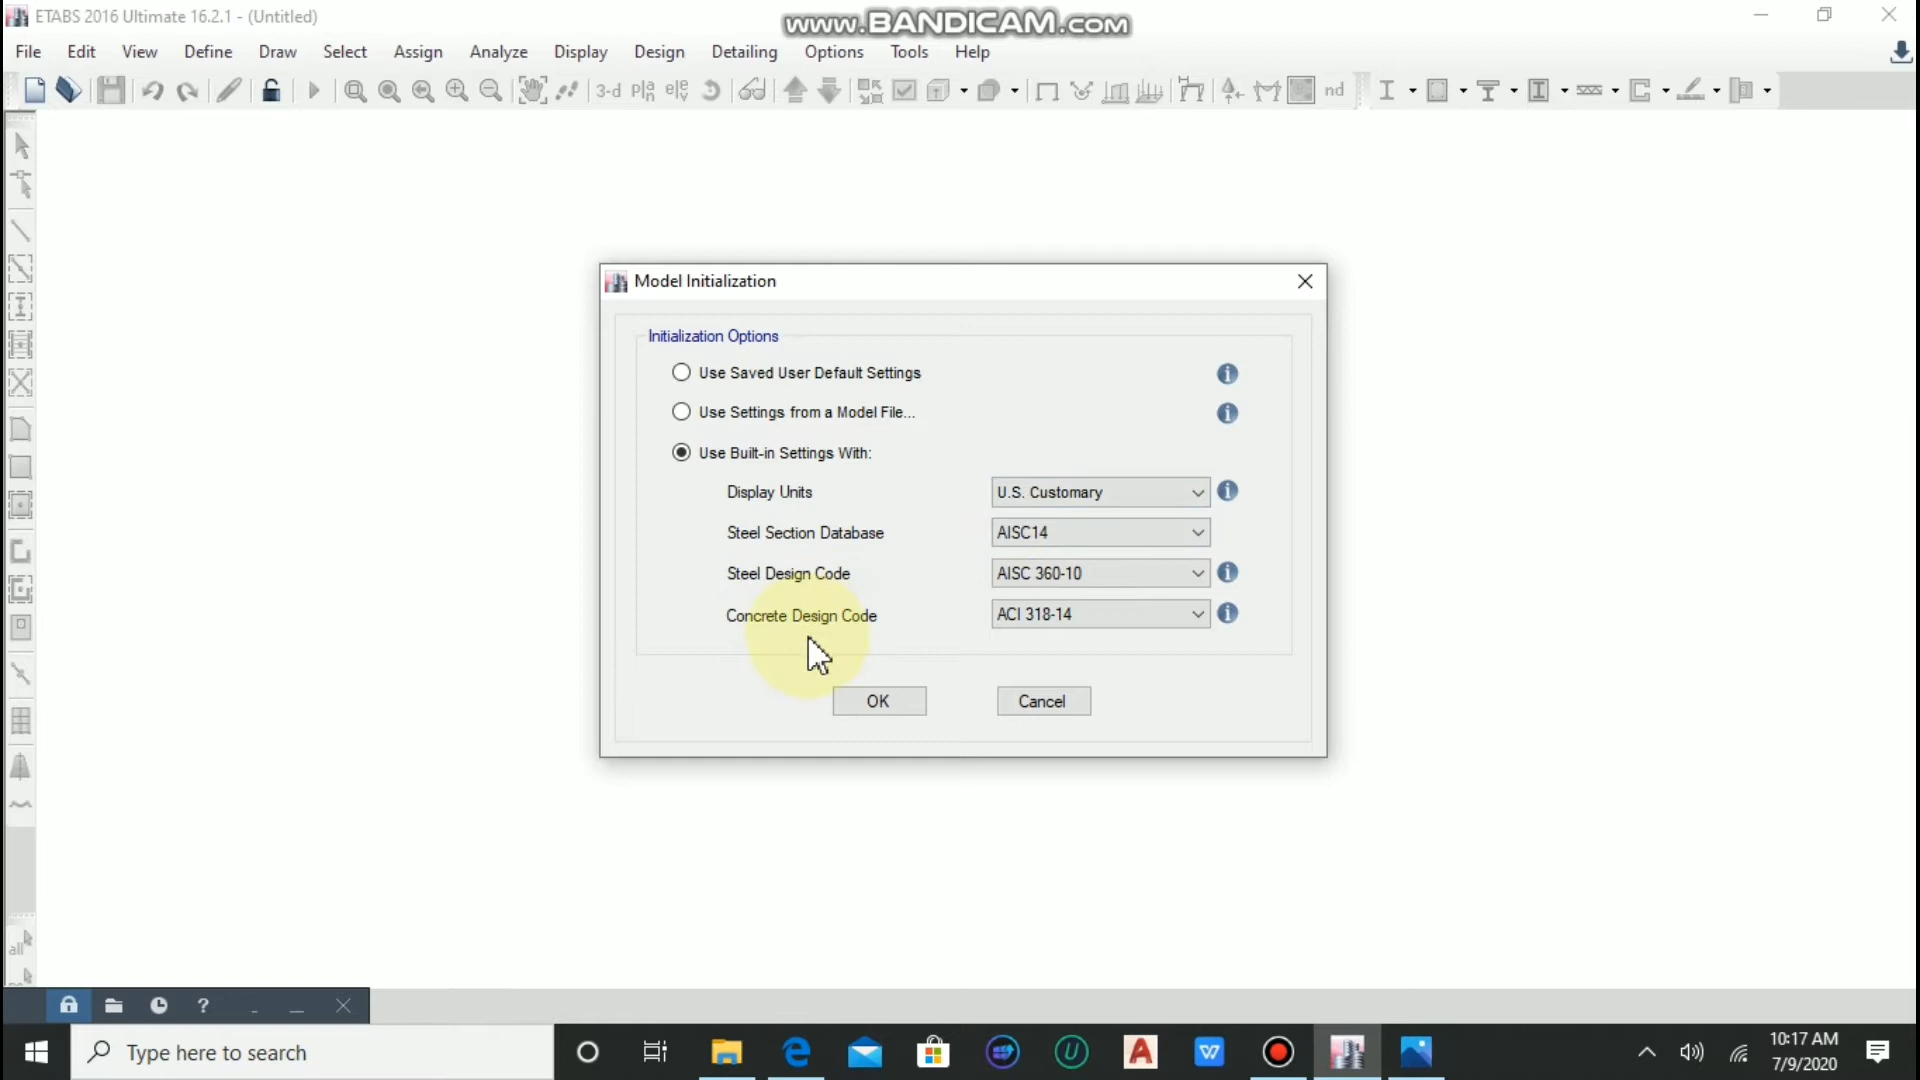 ETABS 2016 Ultimate 16.2.1 - (Untitled)
www.BANDICAM.com
File Edit View Define Draw Select Assign Analyze Display Design Detailing Options Tools Help
3-d pla ele nd
Model Initialization
Initialization Options
Use Saved User Default Settings
Use Settings from a Model File...
Use Built-in Settings With:
Display Units U.S. Customary
Steel Section Database AISC14
Steel Design Code AISC 360-10
Concrete Design Code ACI 318-14
OK Cancel
all
Type here to search
10:17 AM
7/9/2020